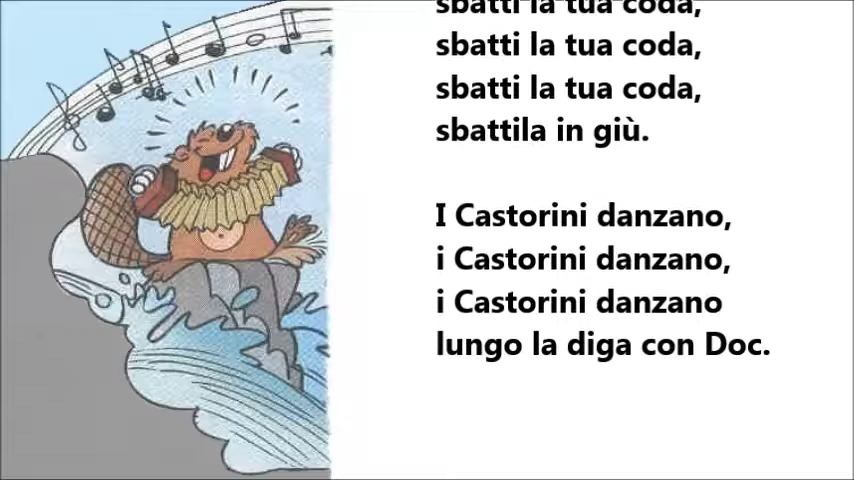 sbatti la tua coda,
sbatti la tua coda,
sbatti la tua coda,
sbattila in giù.
I Castorini danzano,
i Castorini danzano,
i Castorini danzano
lungo la diga con Doc.